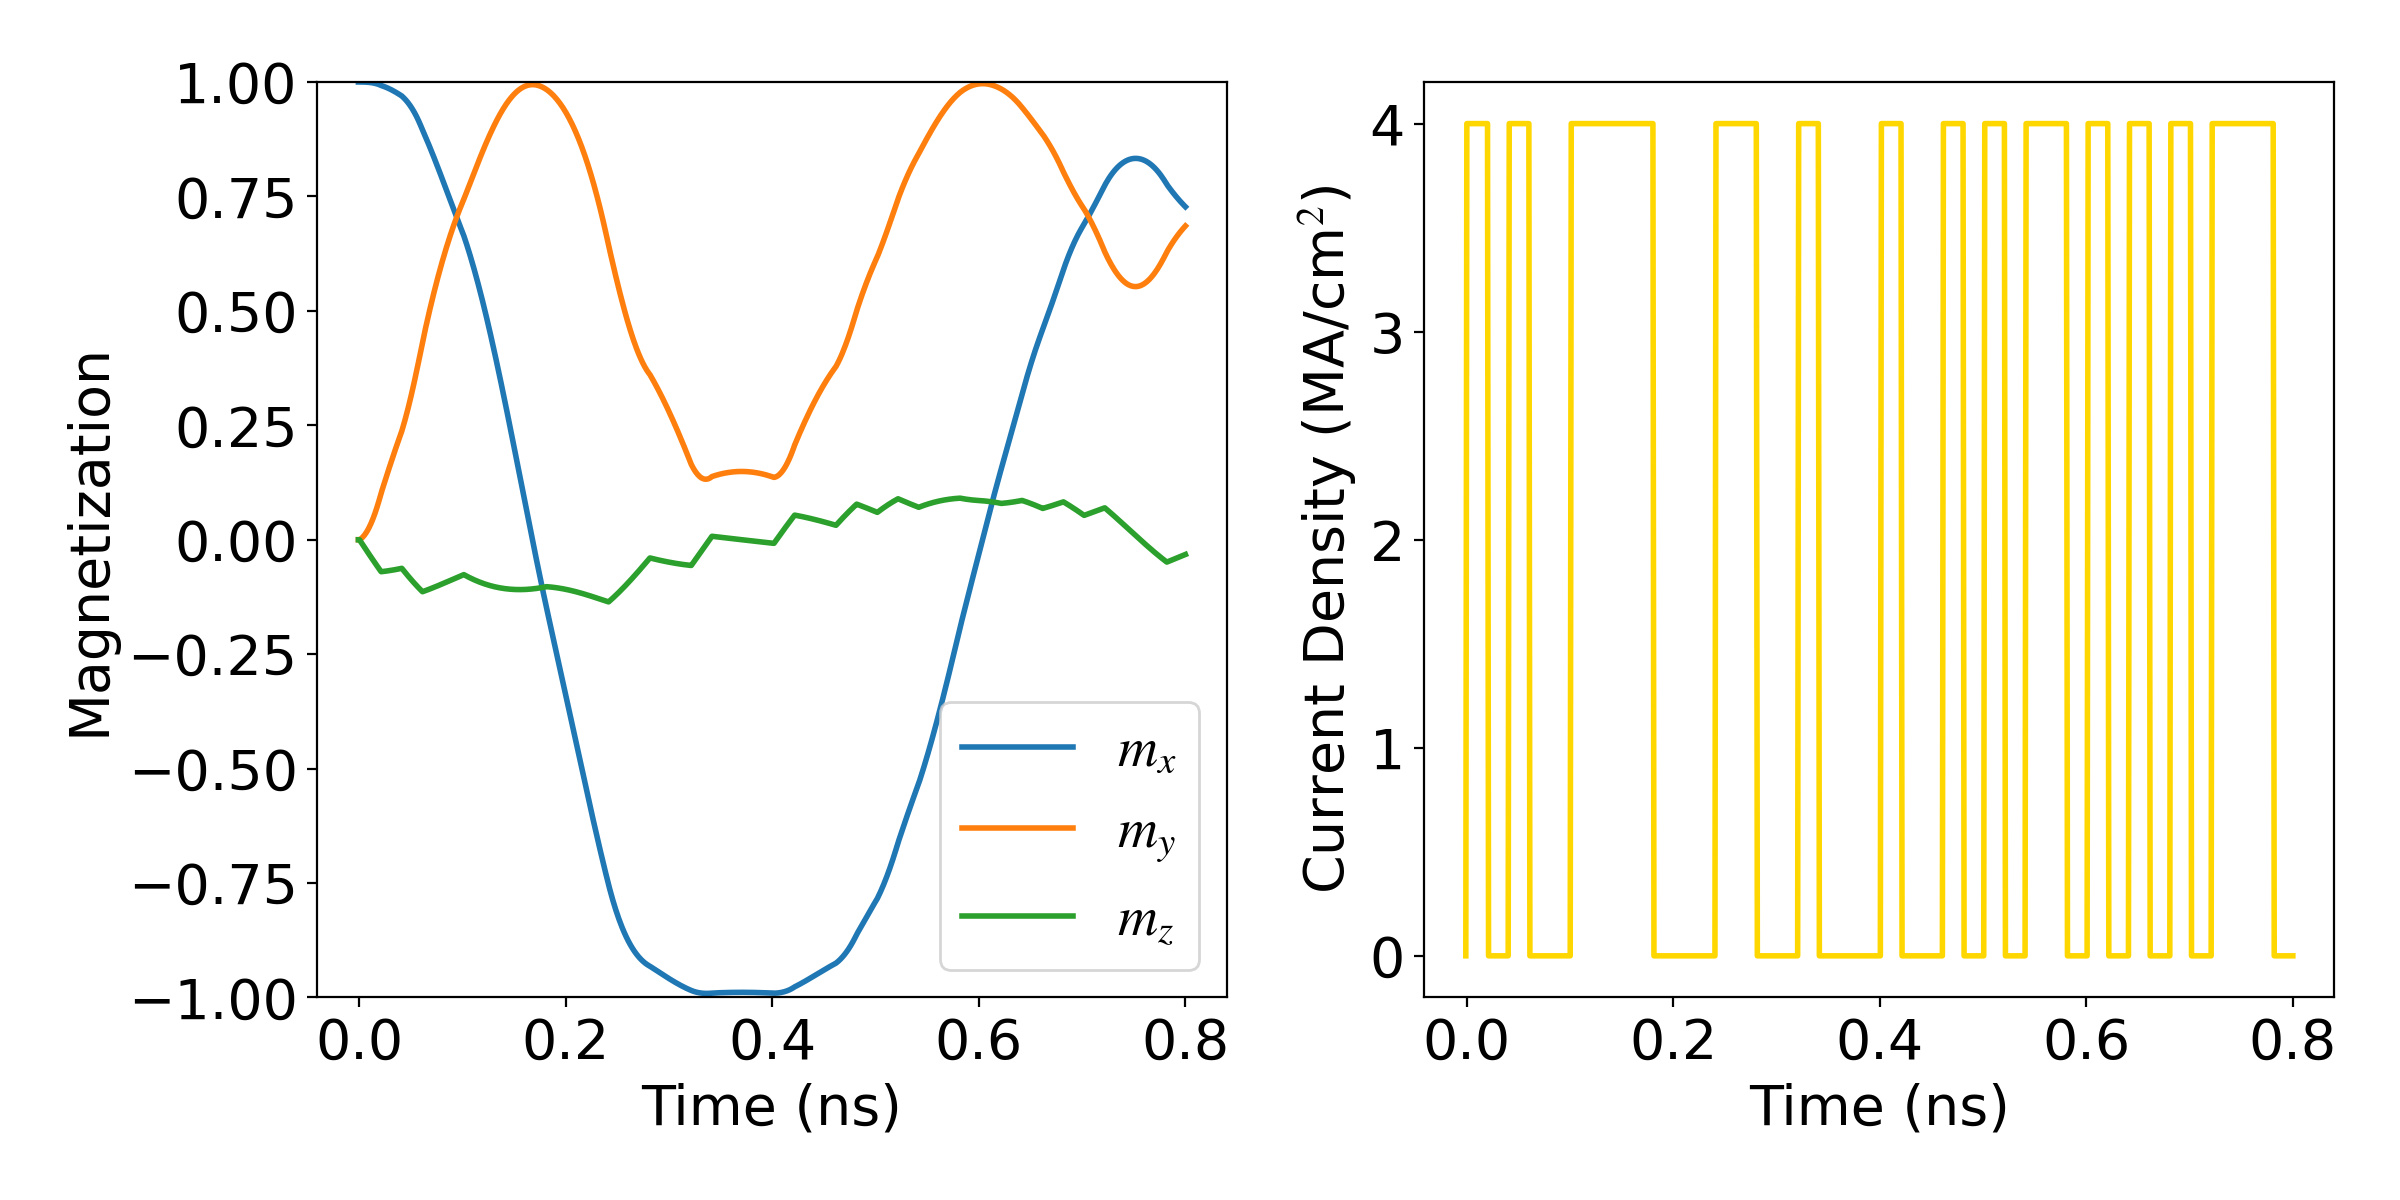 Magnetization
1.00
0.75
0.50
0.25
0.00
−0.25
−0.50
−0.75
−1.00
0.0 0.2 0.4 0.6 0.8
Time (ns)
m_x
m_y
m_z
Current Density (MA/cm²)
4
3
2
1
0
0.0 0.2 0.4 0.6 0.8
Time (ns)